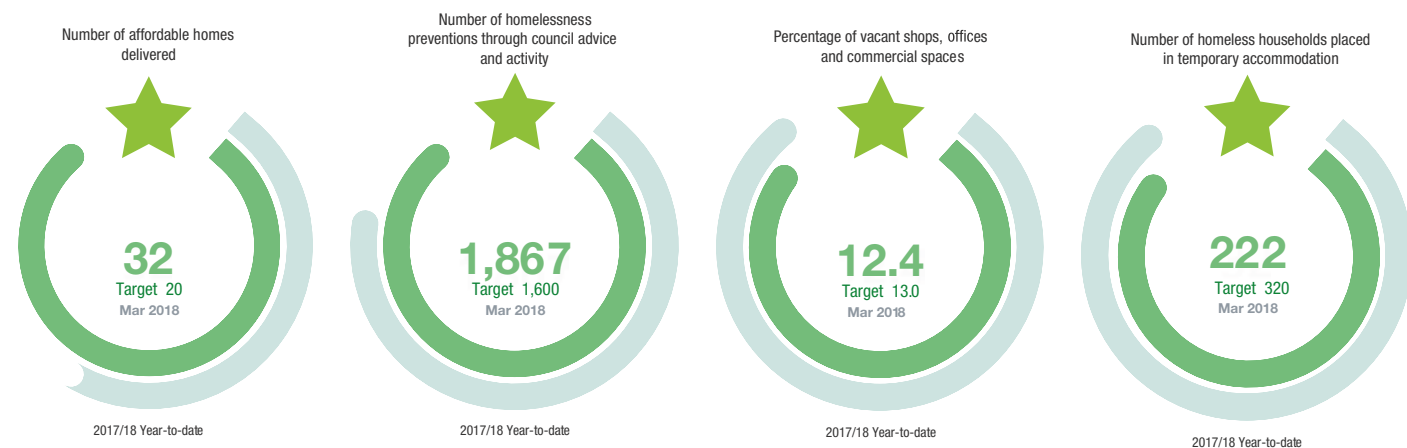 Number of affordable homes
delivered
32
Target 20
Mar 2018
2017/18 Year-to-date
Number of homelessness
preventions through council advice
and activity
1,867
Target 1,600
Mar 2018
2017/18 Year-to-date
Percentage of vacant shops, offices
and commercial spaces
12.4
Target 13.0
Mar 2018
2017/18 Year-to-date
Number of homeless households placed
in temporary accommodation
222
Target 320
Mar 2018
2017/18 Year-to-date